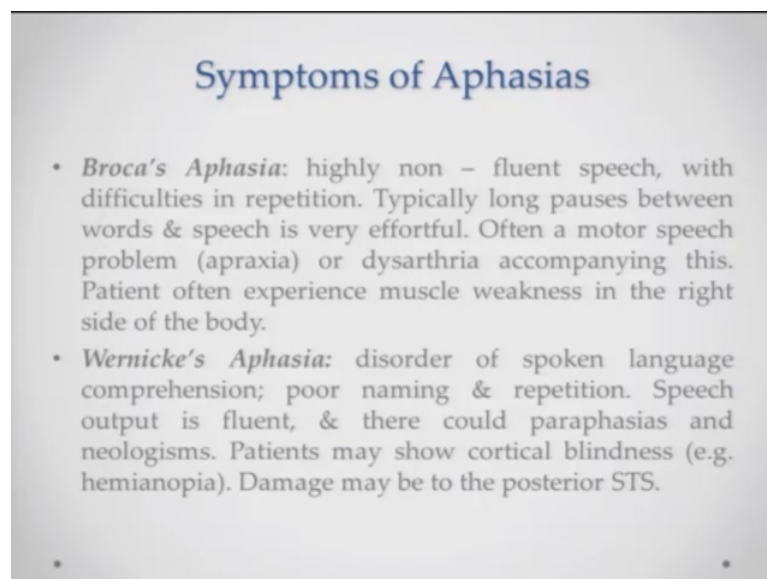 Symptoms of Aphasias
• Broca's Aphasia: highly non – fluent speech, with
difficulties in repetition. Typically long pauses between
words & speech is very effortful. Often a motor speech
problem (apraxia) or dysarthria accompanying this.
Patient often experience muscle weakness in the right
side of the body.
• Wernicke's Aphasia: disorder of spoken language
comprehension; poor naming & repetition. Speech
output is fluent, & there could paraphasias and
neologisms. Patients may show cortical blindness (e.g.
hemianopia). Damage may be to the posterior STS.